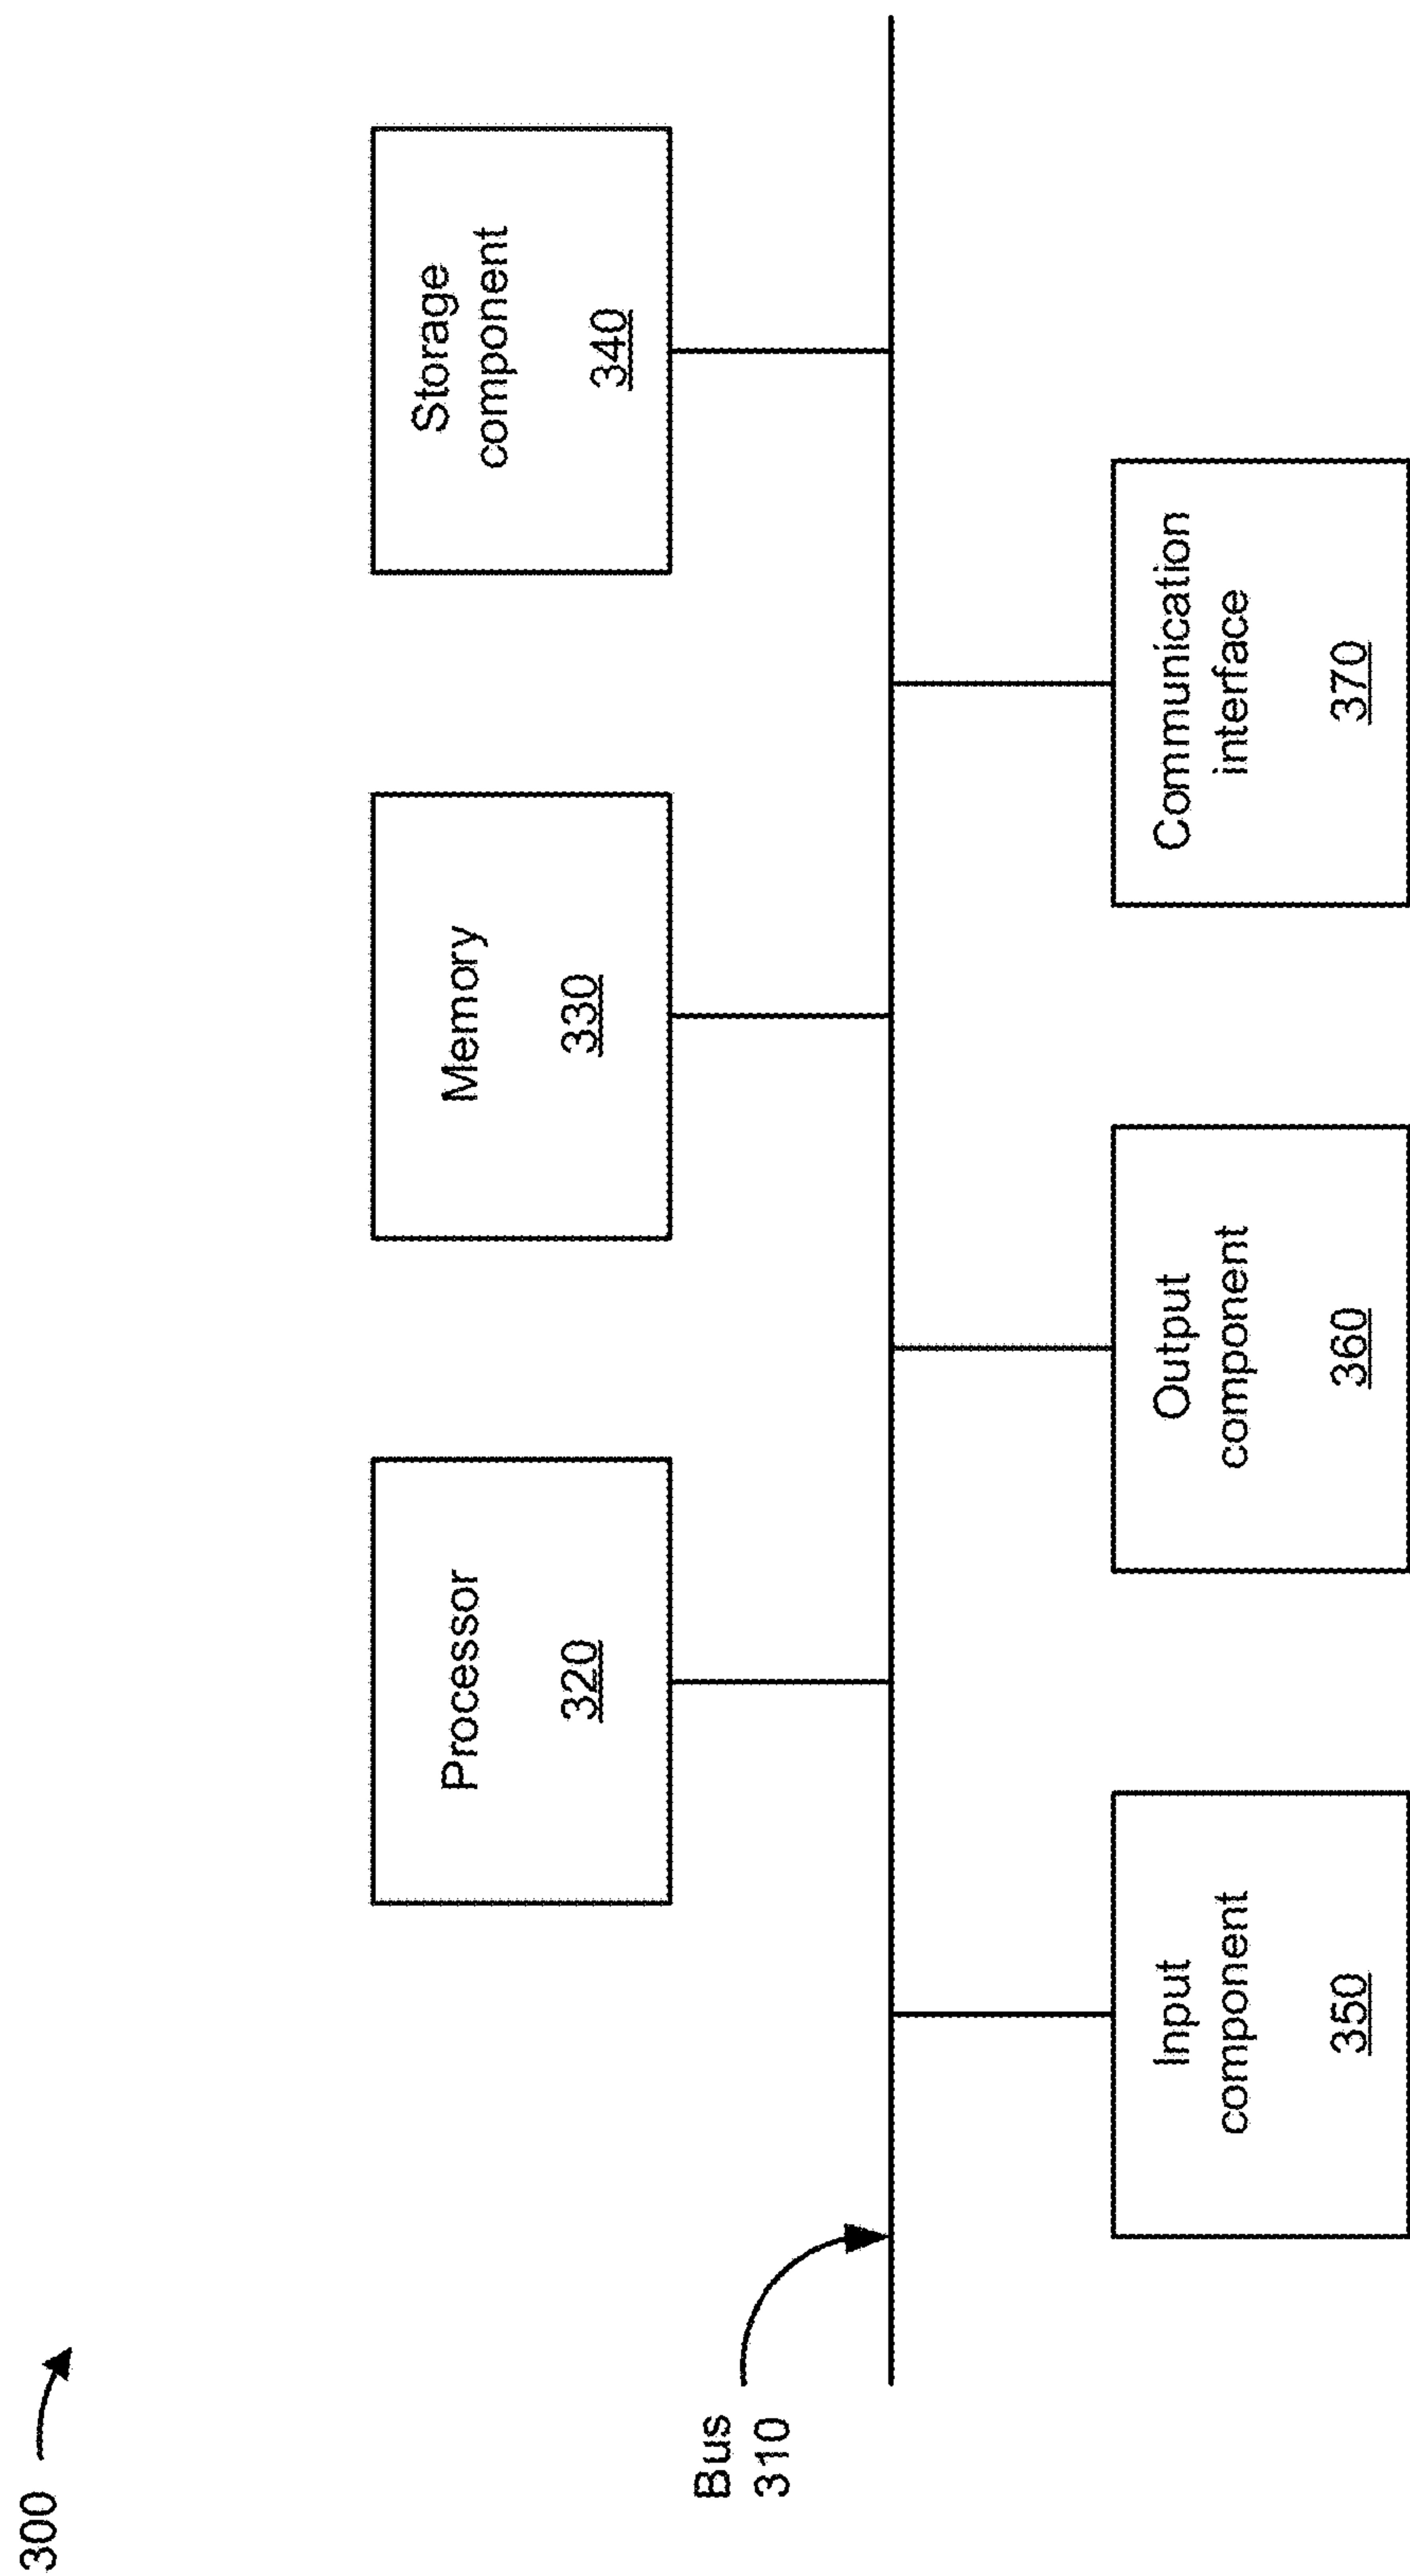 300
Bus
310
Processor
320
Memory
330
Storage
component
340
Input
component
350
Output
component
360
Communication
interface
370